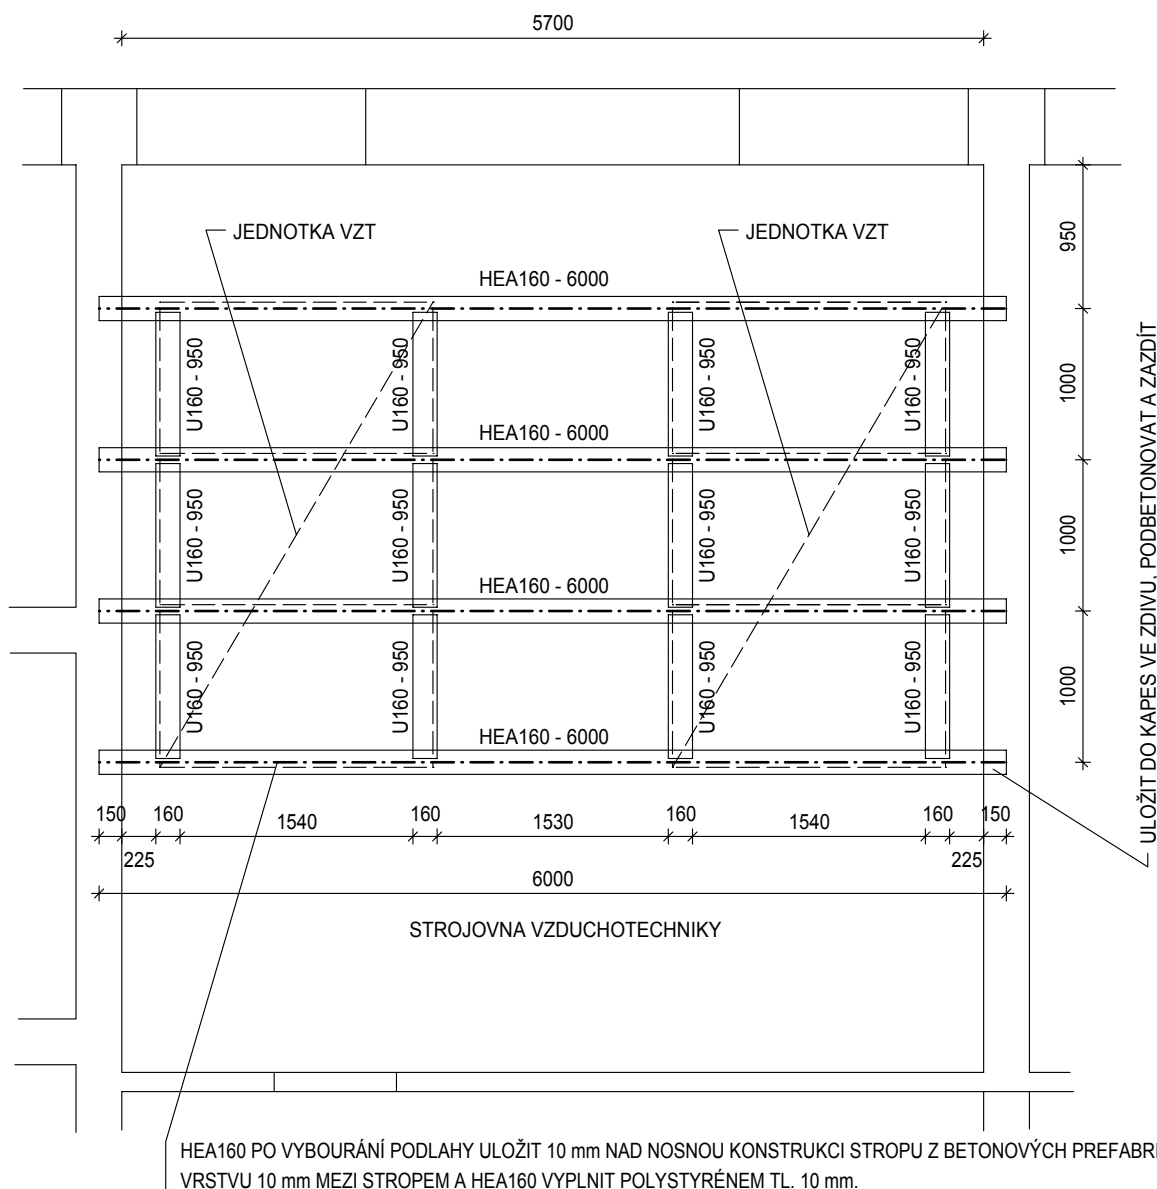 5700
JEDNOTKA VZT
JEDNOTKA VZT
950
HEA160 - 6000
U160 - 950
U160 - 950
U160 - 950
U160 - 950
1000
HEA160 - 6000
U160 - 950
U160 - 950
U160 - 950
U160 - 950
1000
HEA160 - 6000
U160 - 950
U160 - 950
U160 - 950
U160 - 950
1000
HEA160 - 6000
ULOŽIT DO KAPES VE ZDIVU, PODBETONOVAT A ZAZDÍT
150 160 1540 160 1530 160 1540 160 150
225 225
6000
STROJOVNA VZDUCHOTECHNIKY
HEA160 PO VYBOURÁNÍ PODLAHY ULOŽIT 10 mm NAD NOSNOU KONSTRUKCI STROPU Z BETONOVÝCH
VRSTVU 10 mm MEZI STROPEM A HEA160 VYPLNIT POLYSTYRÉNEM TL. 10 mm.